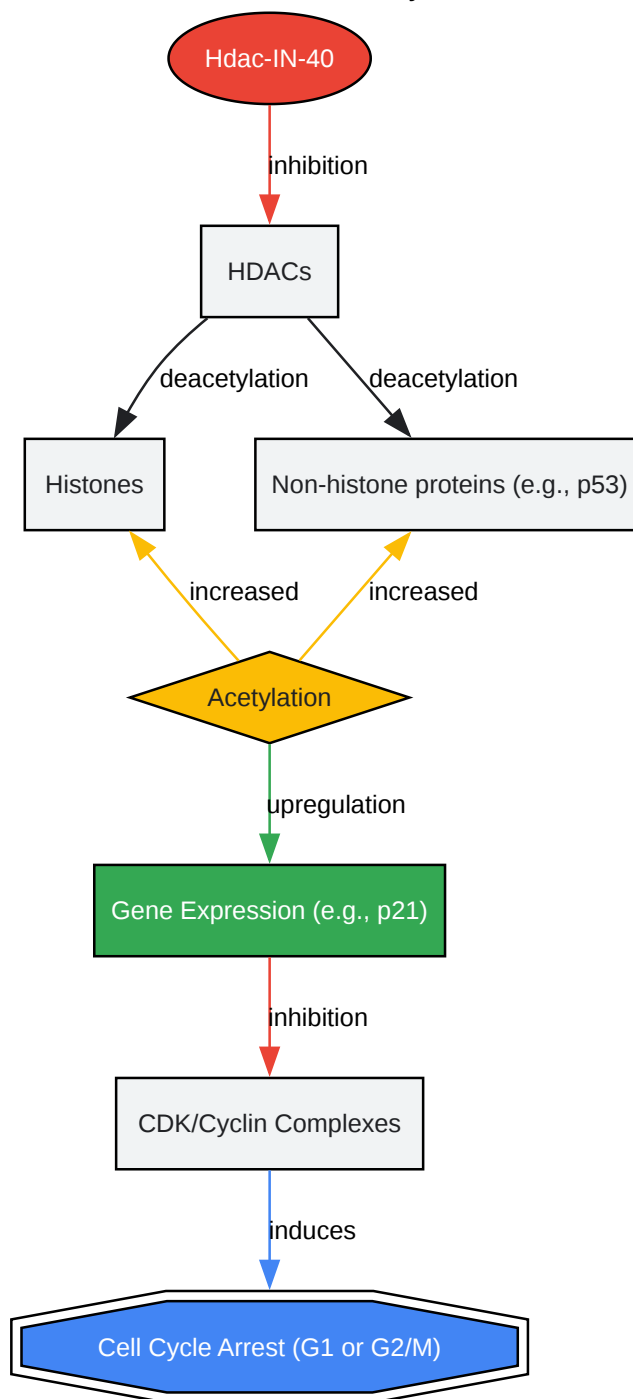 Hdac-IN-40
inhibition
HDACs
deacetylation
deacetylation
Histones
Non-histone proteins (e.g., p53)
increased
increased
Acetylation
upregulation
Gene Expression (e.g., p21)
inhibition
CDK/Cyclin Complexes
induces
Cell Cycle Arrest (G1 or G2/M)